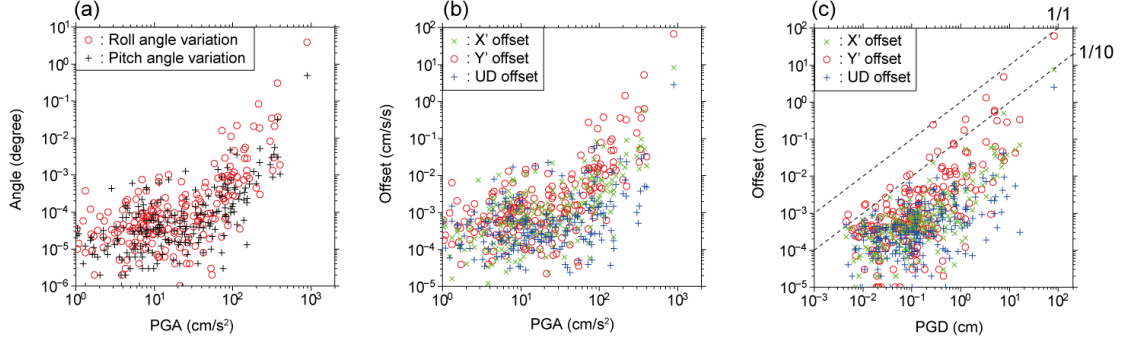 (a)
10¹
10⁰
10⁻¹
10⁻²
10⁻³
10⁻⁴
10⁻⁵
10⁻⁶
Angle (degree)
: Roll angle variation
: Pitch angle variation
10⁰
10¹
10²
10³
PGA (cm/s²)
(b)
10²
10¹
10⁰
10⁻¹
10⁻²
10⁻³
10⁻⁴
10⁻⁵
Offset (cm/s/s)
: X' offset
: Y' offset
: UD offset
10⁰
10¹
10²
10³
PGA (cm/s²)
(c)
1/1
1/10
10²
10¹
10⁰
10⁻¹
10⁻²
10⁻³
10⁻⁴
10⁻⁵
Offset (cm)
: X' offset
: Y' offset
: UD offset
10⁻³
10⁻²
10⁻¹
10⁰
10¹
10²
PGD (cm)